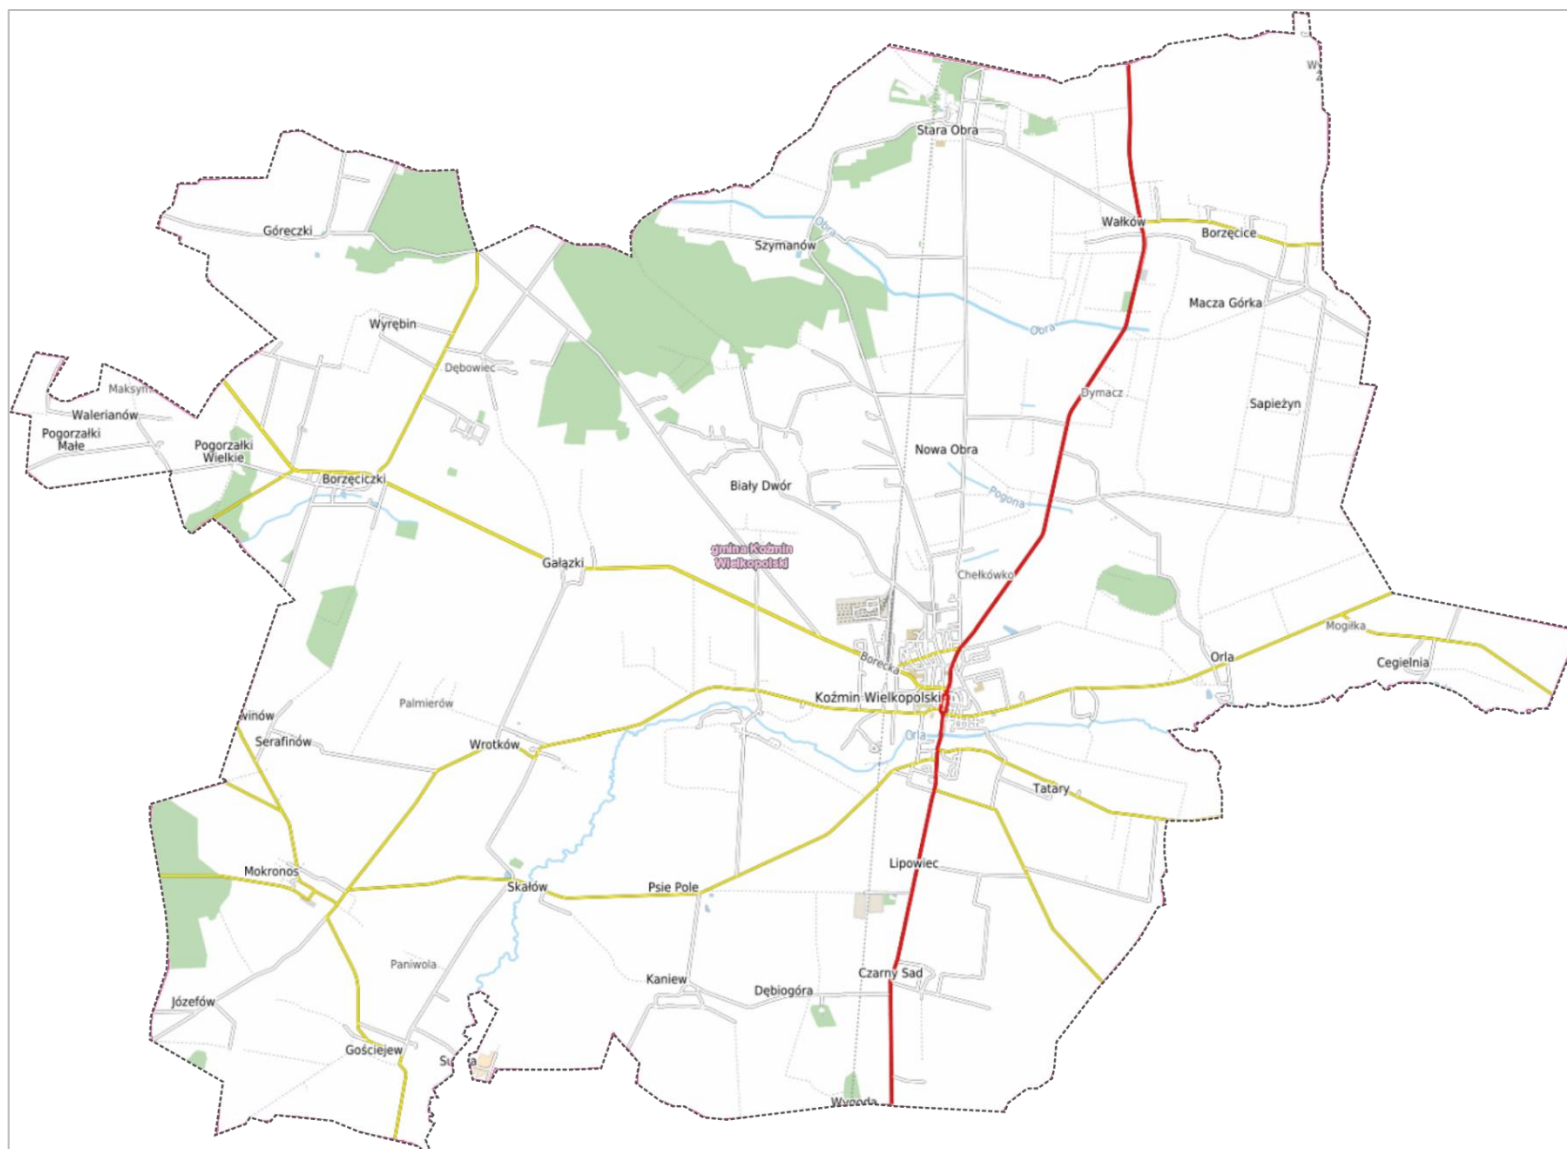 Stara Obra
Obra
Wałków
Borzęcice
Góreczki
Szymanów
Macza Górka
Wyrębin
Obra
Dębowiec
Dymacz
Maksym
Walerianów
Sapieżyn
Pogorzałki
Małe
Pogorzałki
Wielkie
Nowa Obra
Borzęciczki
Biały Dwór
Pogona
gmina Koźmin
Wielkopolski
Gałązki
Chełkówko
Mogiłka
Borecka
Orla
Cegielnia
Koźmin Wielkopolski
Palmierów
winów
Serafinów
Wrotków
Orla
Tatary
Lipowiec
Mokronos
Skałów
Psie Pole
Paniwola
Czarny Sad
Kaniew
Dębiogóra
Józefów
Gościejew
Wygoda